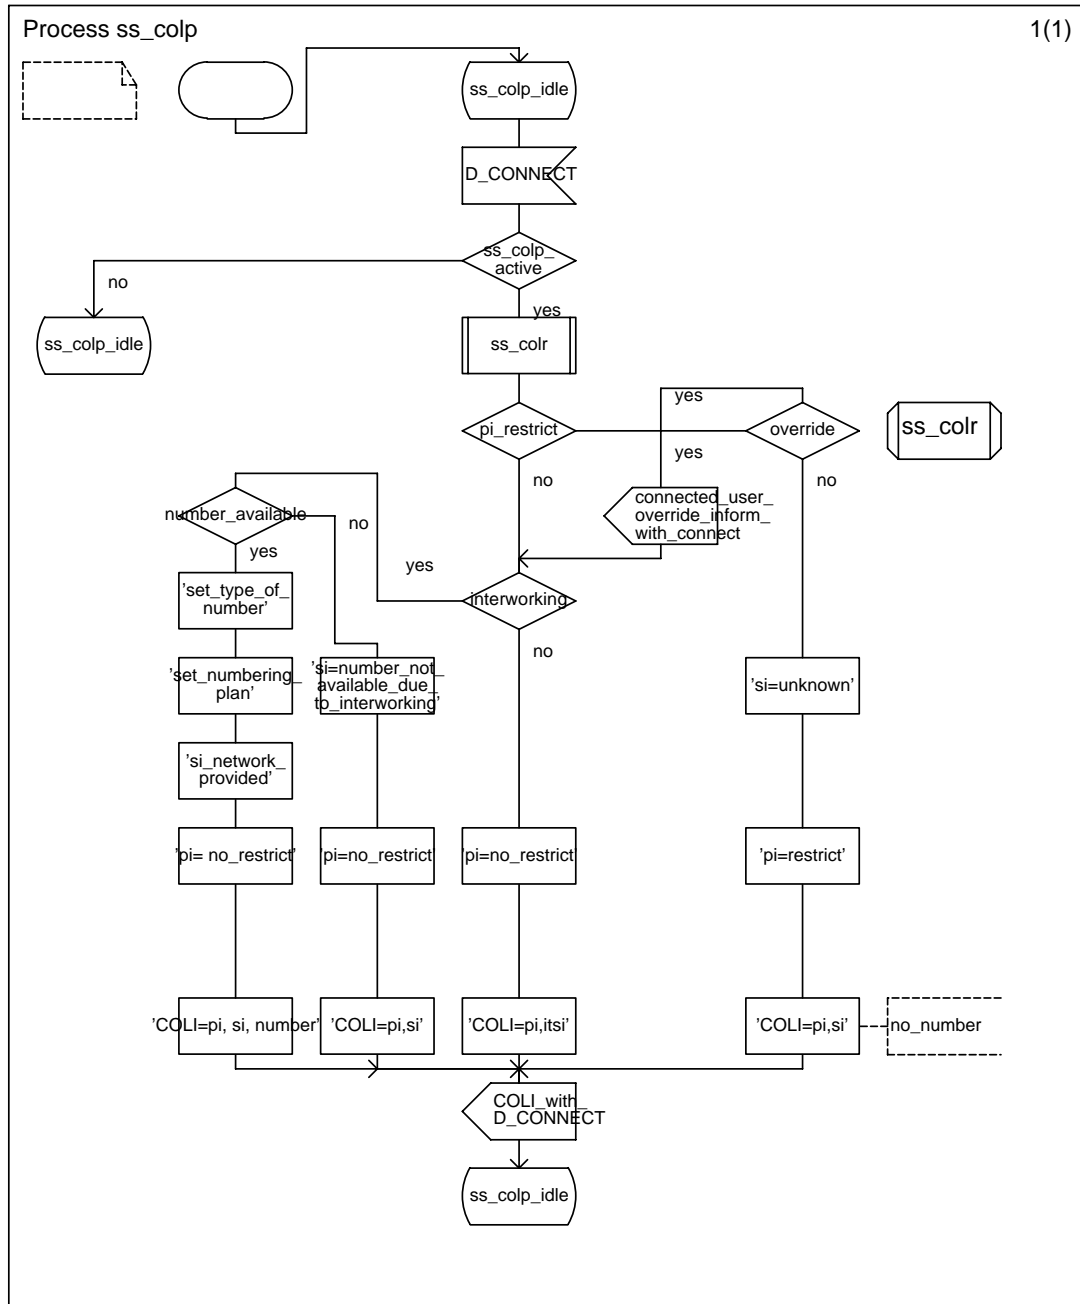 Process ss_colp
1(1)
ss_colp_idle
D_CONNECT
ss_colp_
active
no
yes
ss_colp_idle
ss_colr
yes
pi_restrict
override
ss_colr
yes
no
no
number_available
connected_user_
override_inform_
with_connect
no
yes
yes
'set_type_of_
number'
interworking
no
'set_numbering_
plan'
'si=number_not_
available_due_
to_interworking'
'si=unknown'
'si_network_
provided'
'pi= no_restrict'
'pi=no_restrict'
'pi=no_restrict'
'pi=restrict'
'COLI=pi, si, number'
'COLI=pi,si'
'COLI=pi,itsi'
'COLI=pi,si'
no_number
COLI_with_
D_CONNECT
ss_colp_idle